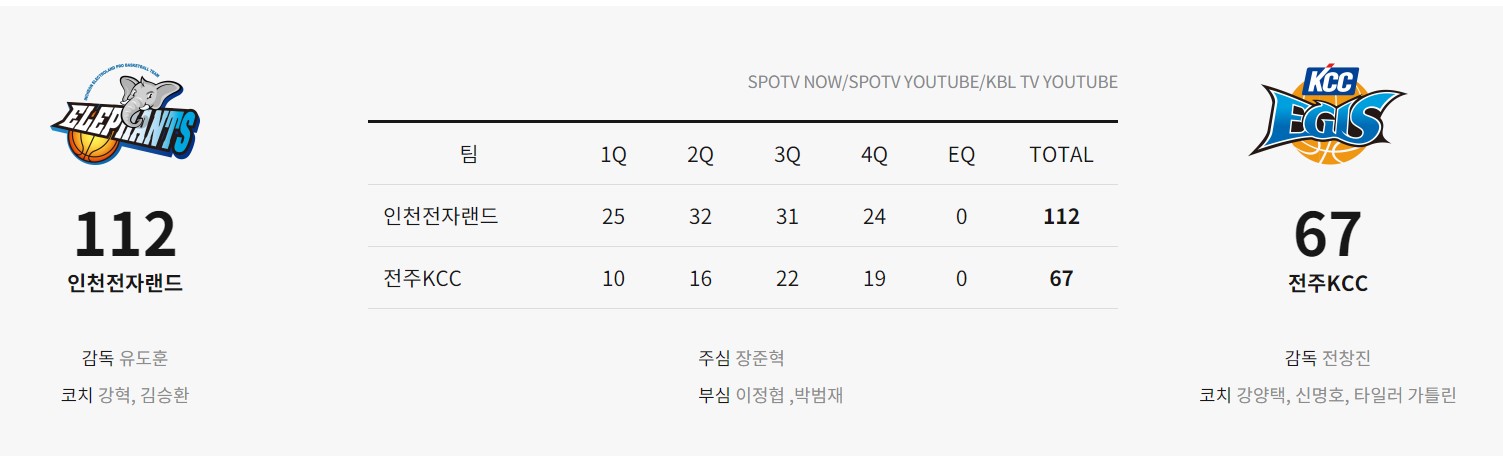 INCHEON ELECTROLAND PRO BASKETBALL TEAM
ELEPHANTS
112
인천전자랜드
감독 유도훈
코치 강혁, 김승환
SPOTV NOW/SPOTV YOUTUBE/KBL TV YOUTUBE
팀 1Q 2Q 3Q 4Q EQ TOTAL
인천전자랜드 25 32 31 24 0 112
전주KCC 10 16 22 19 0 67
주심 장준혁
부심 이정협 ,박범재
KCC
EGIS
67
전주KCC
감독 전창진
코치 강양택, 신명호, 타일러 가틀린